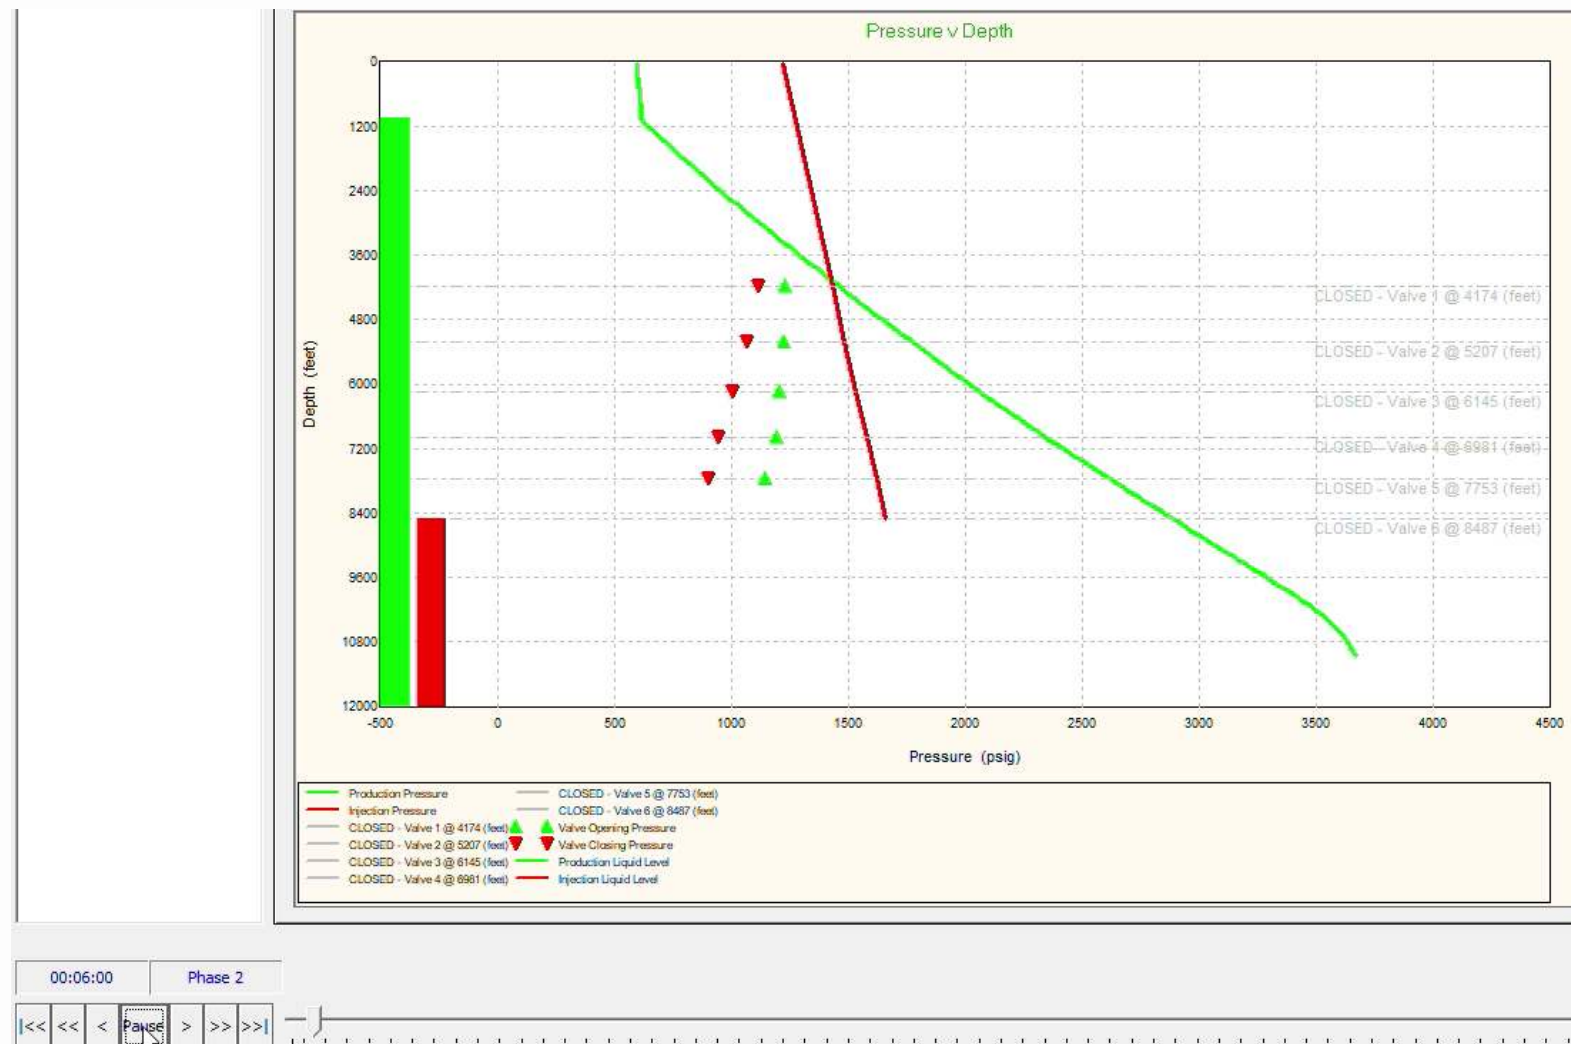 Pressure v Depth
0
1200
2400
3600
4800
6000
7200
8400
9600
10800
12000
Depth (feet)
CLOSED - Valve 1 @ 4174 (feet)
CLOSED - Valve 2 @ 5207 (feet)
CLOSED - Valve 3 @ 6145 (feet)
CLOSED - Valve 4 @ 6981 (feet)
CLOSED - Valve 5 @ 7753 (feet)
CLOSED - Valve 6 @ 8487 (feet)
-500 0 500 1000 1500 2000 2500 3000 3500 4000 4500
Pressure (psig)
Production Pressure
Injection Pressure
CLOSED - Valve 1 @ 4174 (feet)
CLOSED - Valve 2 @ 5207 (feet)
CLOSED - Valve 3 @ 6145 (feet)
CLOSED - Valve 4 @ 6981 (feet)
CLOSED - Valve 5 @ 7753 (feet)
CLOSED - Valve 6 @ 8487 (feet)
Valve Opening Pressure
Valve Closing Pressure
Production Liquid Level
Injection Liquid Level
00:06:00 Phase 2
|<< << < Pause > >> >>|